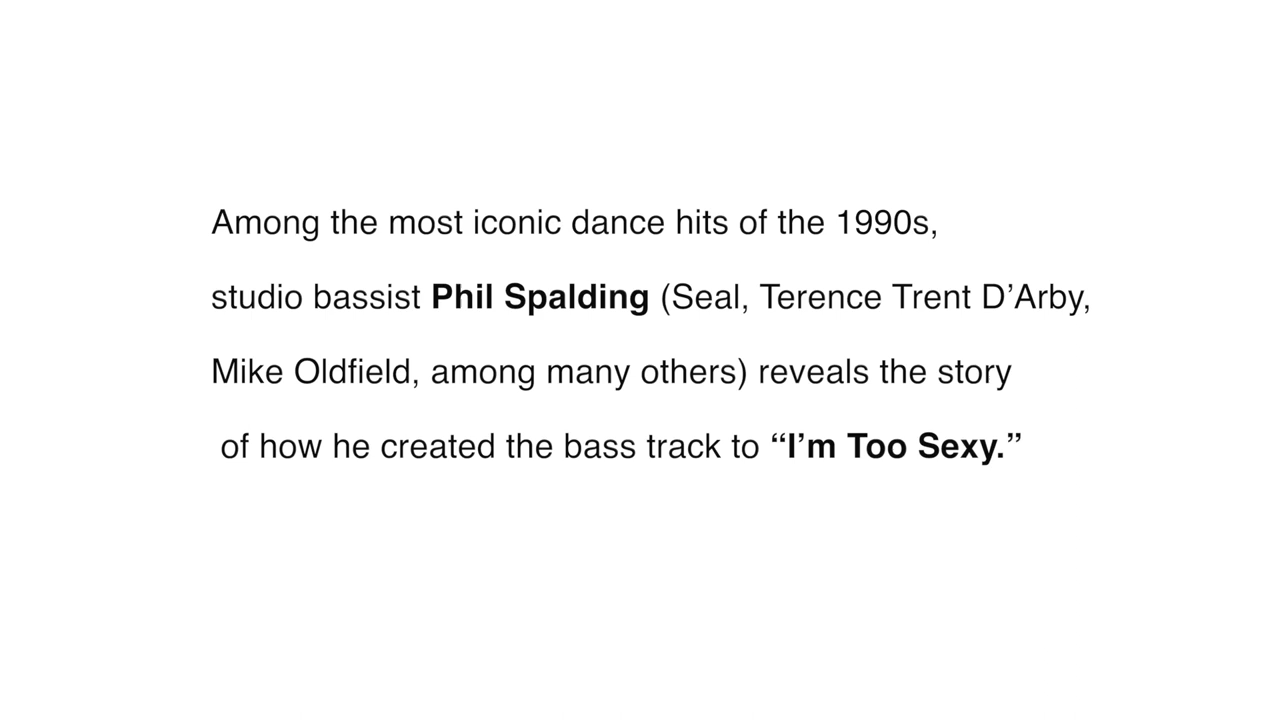 Among the most iconic dance hits of the 1990s,
studio bassist Phil Spalding (Seal, Terence Trent D’Arby,
Mike Oldfield, among many others) reveals the story
of how he created the bass track to “I’m Too Sexy.”